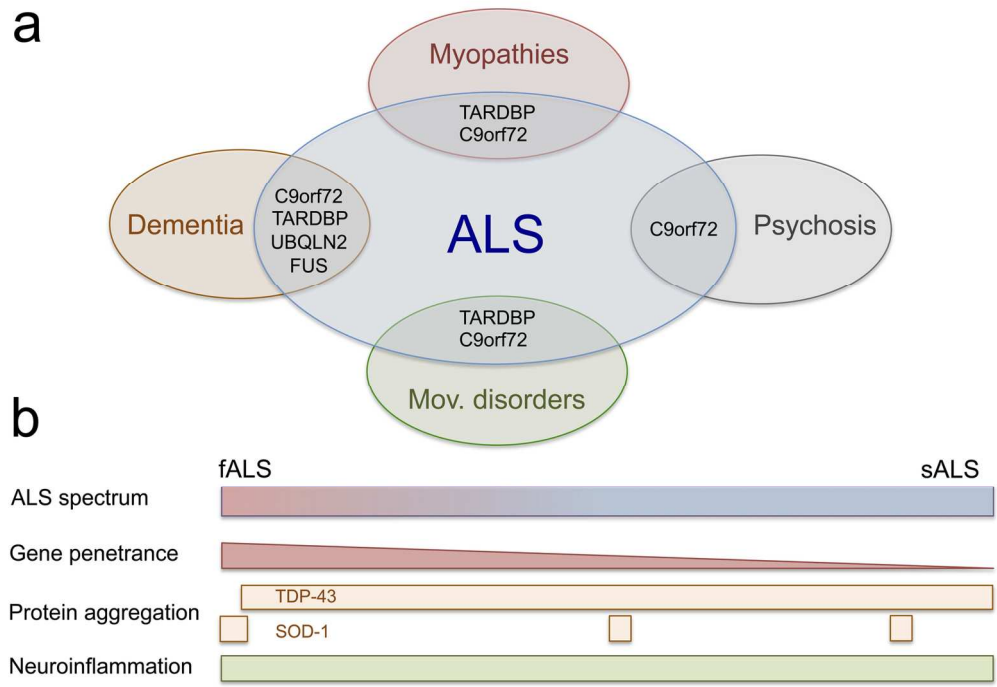 a
Myopathies
TARDBP
C9orf72
Dementia
C9orf72
TARDBP
UBQLN2
FUS
ALS
C9orf72
Psychosis
TARDBP
C9orf72
Mov. disorders
b
fALS
sALS
ALS spectrum
Gene penetrance
Protein aggregation
TDP-43
SOD-1
Neuroinflammation